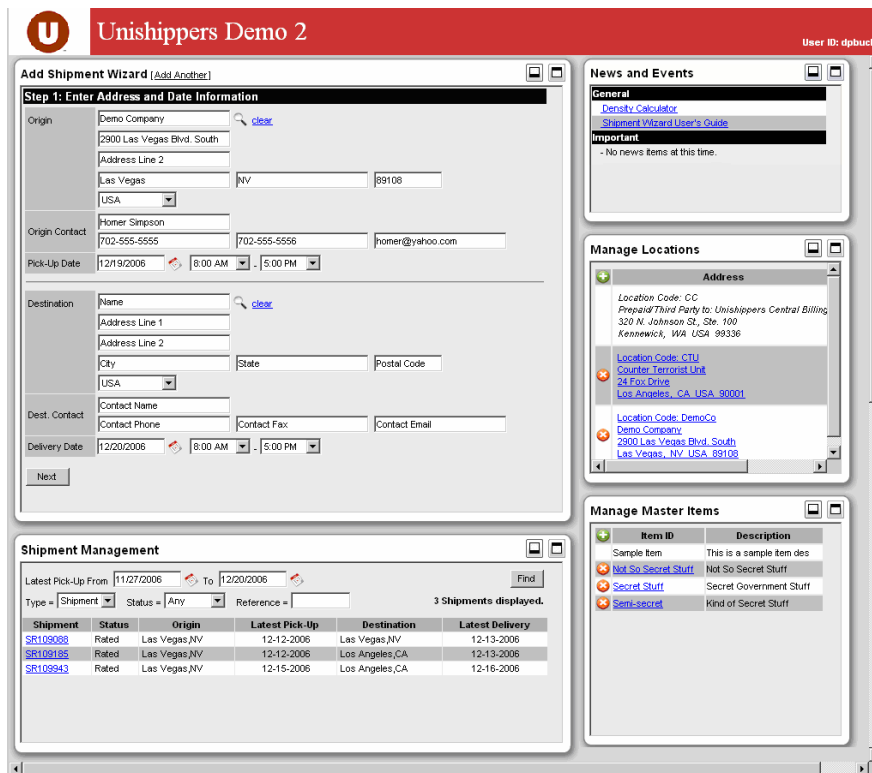 U
Unishippers Demo 2
User ID: dpbuc
Add Shipment Wizard [Add Another]
Step 1: Enter Address and Date Information
Origin
Demo Company
clear
2900 Las Vegas Blvd. South
Address Line 2
Las Vegas NV 89108
USA
Origin Contact
Homer Simpson
702-555-5555 702-555-5556 homer@yahoo.com
Pick-Up Date 12/19/2006 8:00 AM - 5:00 PM
Destination
Name
clear
Address Line 1
Address Line 2
City State Postal Code
USA
Dest. Contact
Contact Name
Contact Phone Contact Fax Contact Email
Delivery Date 12/20/2006 8:00 AM - 5:00 PM
Next
News and Events
General
Density Calculator
Shipment Wizard User's Guide
Important
- No news items at this time.
Manage Locations
Address
Location Code: CC
Prepaid/Third Party to: Unishippers Central Billing
320 N. Johnson St., Ste. 100
Kennewick, WA USA 99336
Location Code: CTU
Counter Terrorist Unit
24 Fox Drive
Los Angeles, CA USA 90001
Location Code: DemoCo
Demo Company
2900 Las Vegas Blvd. South
Las Vegas, NV USA 89108
Shipment Management
Latest Pick-Up From 11/27/2006 To 12/20/2006 Find
Type = Shipment Status = Any Reference = 3 Shipments displayed.
Shipment Status Origin Latest Pick-Up Destination Latest Delivery
SR109088 Rated Las Vegas,NV 12-12-2006 Las Vegas,NV 12-13-2006
SR109185 Rated Las Vegas,NV 12-12-2006 Los Angeles,CA 12-13-2006
SR109943 Rated Las Vegas,NV 12-15-2006 Los Angeles,CA 12-16-2006
Manage Master Items
Item ID Description
Sample Item This is a sample item des
Not So Secret Stuff Not So Secret Stuff
Secret Stuff Secret Government Stuff
Semi-secret Kind of Secret Stuff